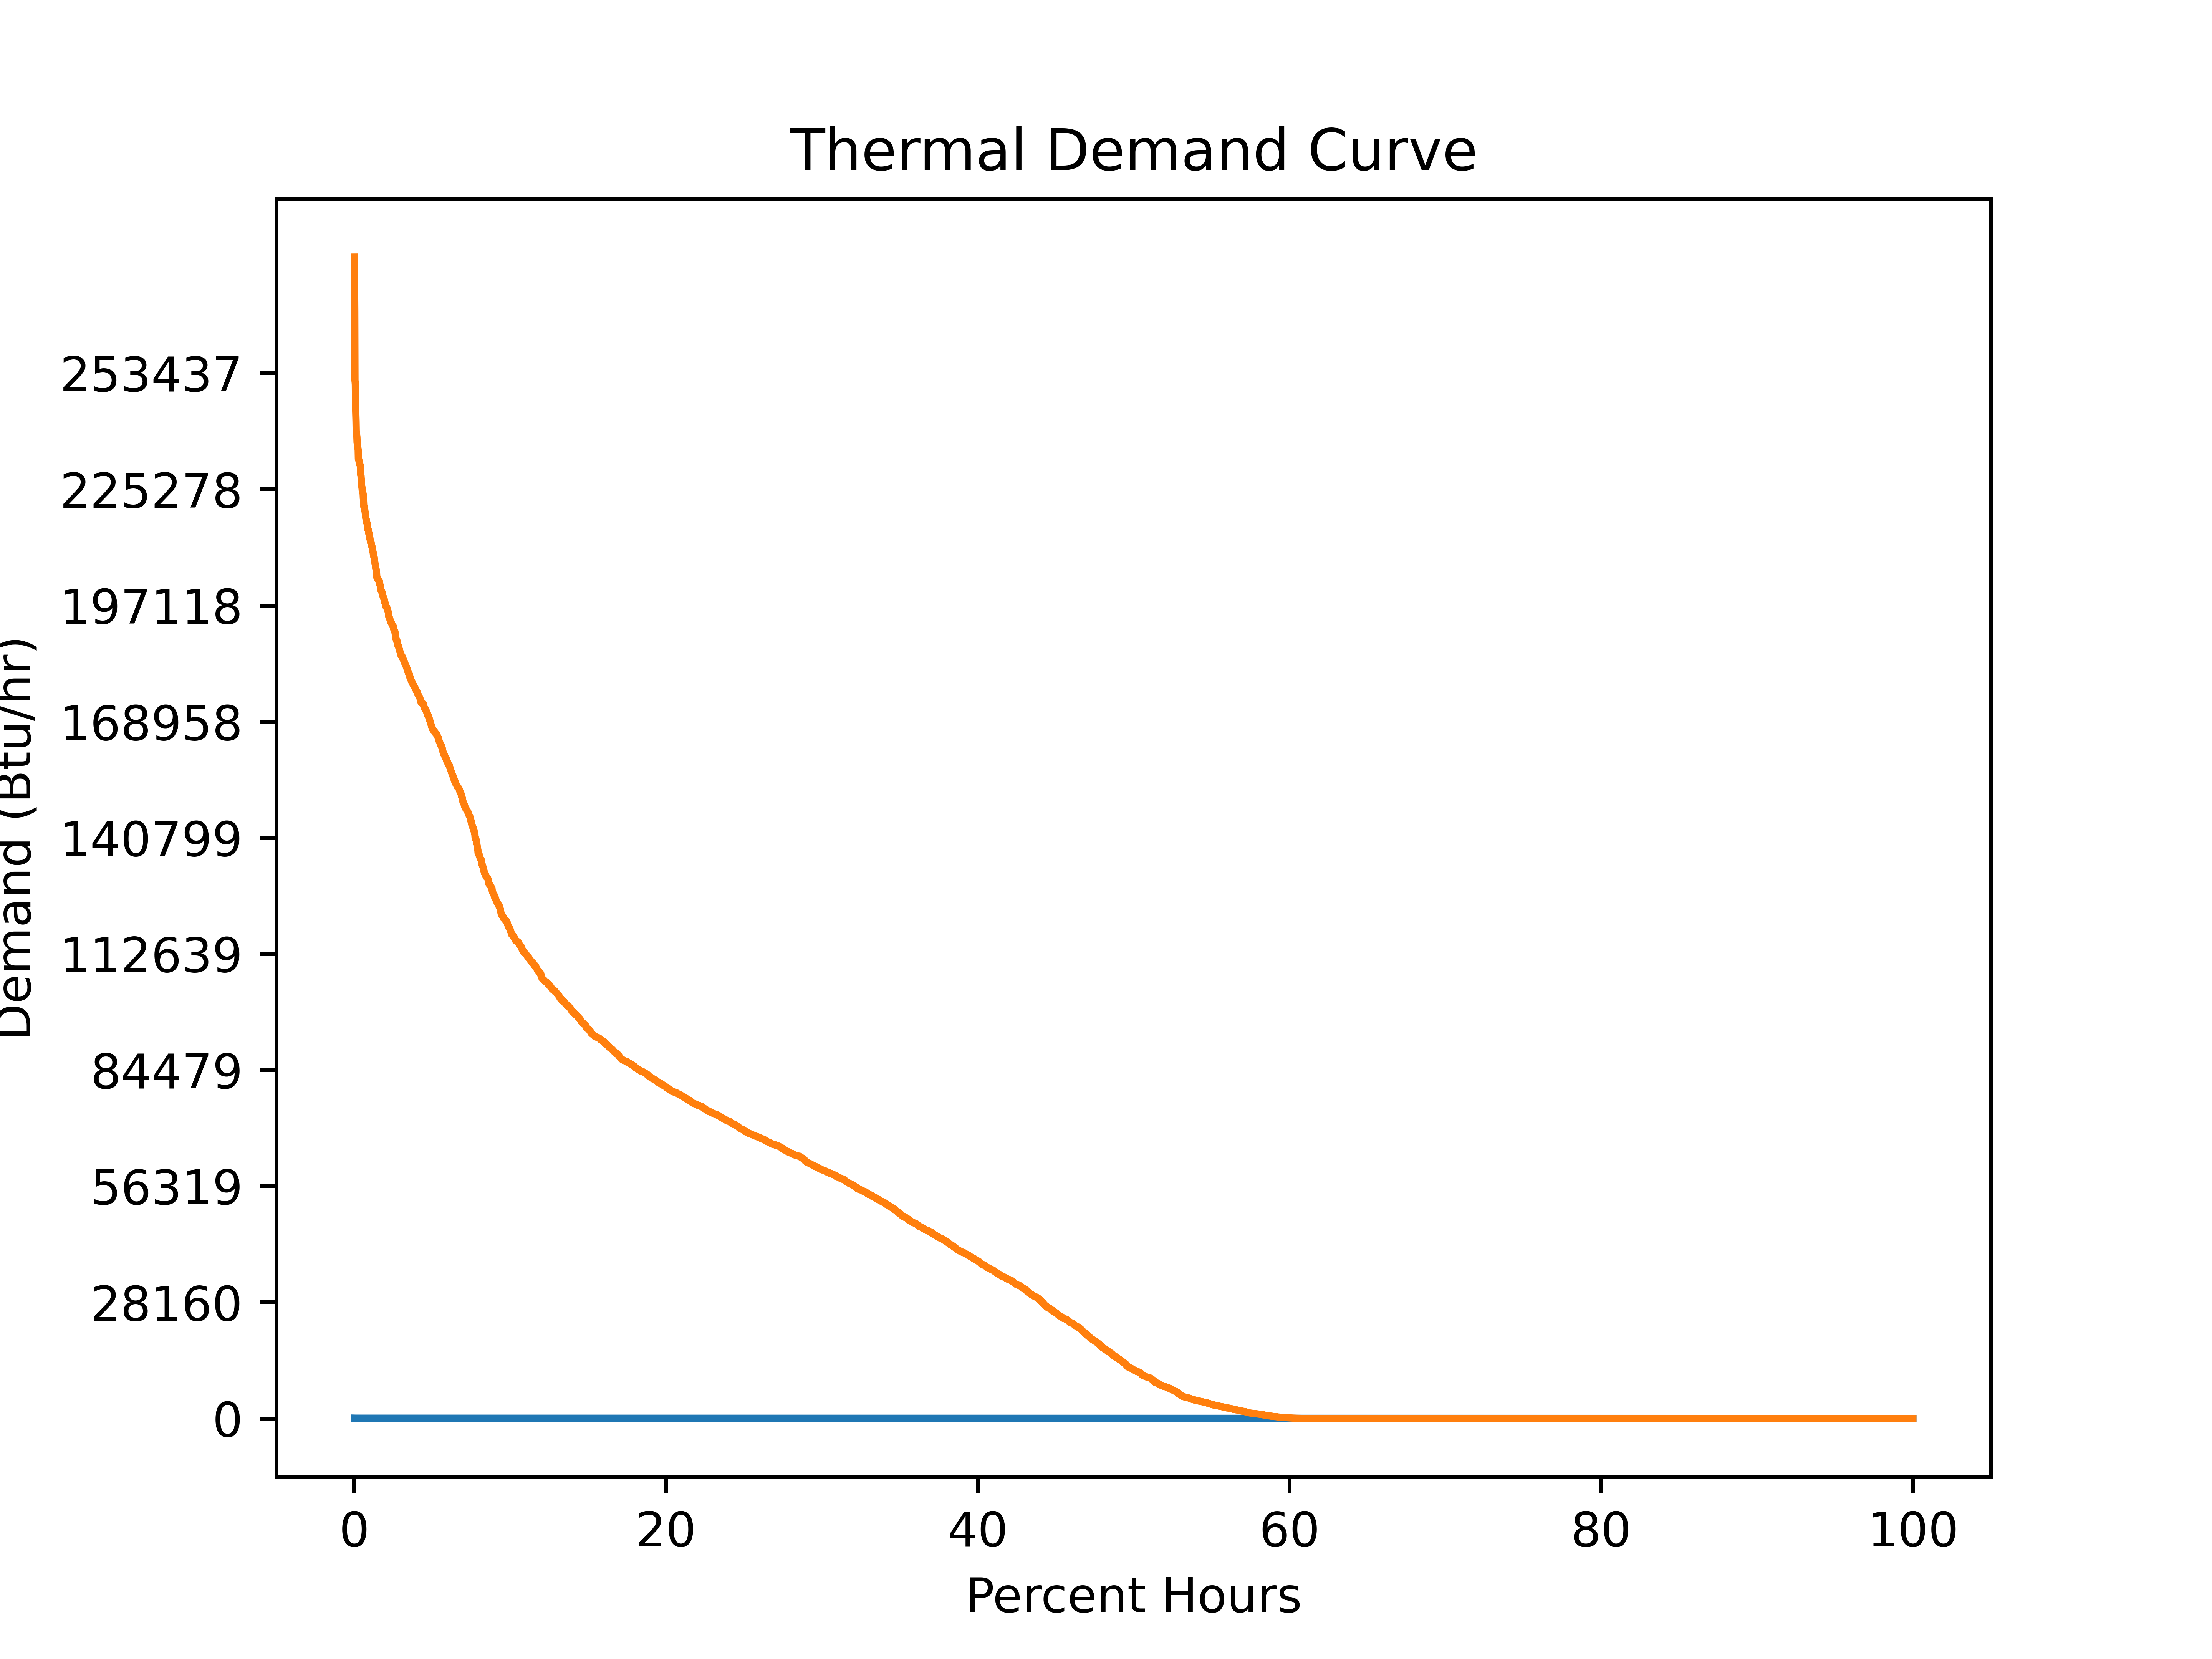 Thermal Demand Curve
Demand (Btu/hr)
253437
225278
197118
168958
140799
112639
84479
56319
28160
0
0 20 40 60 80 100
Percent Hours